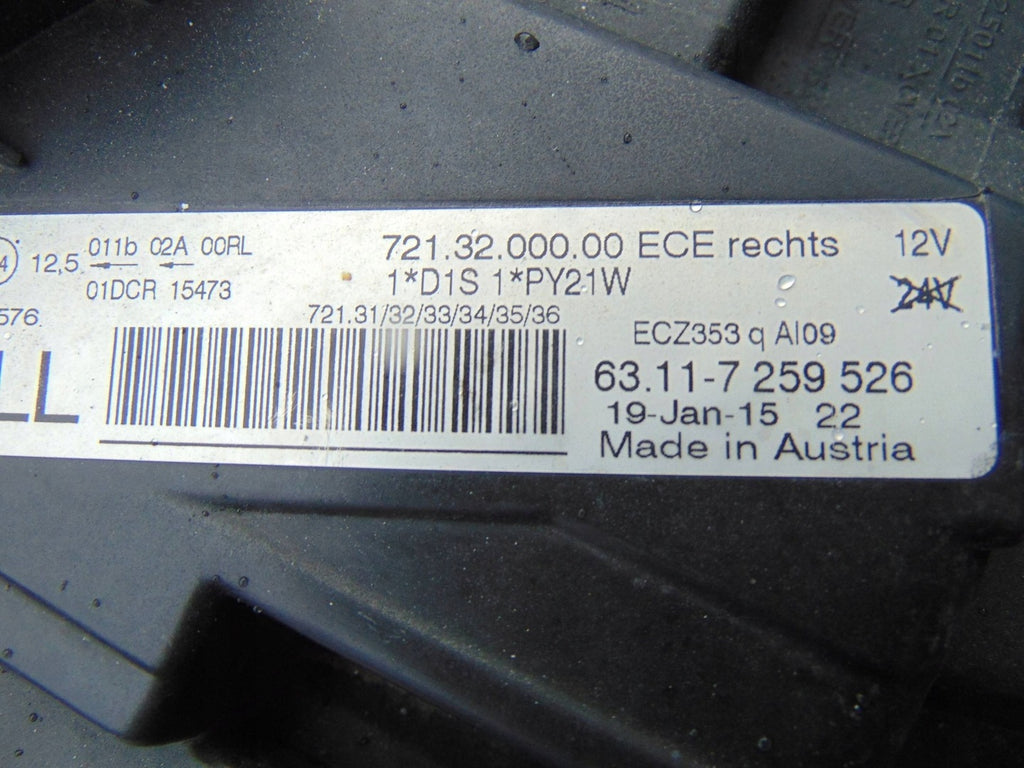 4 12,5 011b 02A 00RL
01DCR 15473
576
LL
721.32.000.00 ECE rechts 12V
1*D1S 1*PY21W 24V
721.31/32/33/34/35/36
ECZ353 q AI09
63.11-7 259 526
19-Jan-15 22
Made in Austria